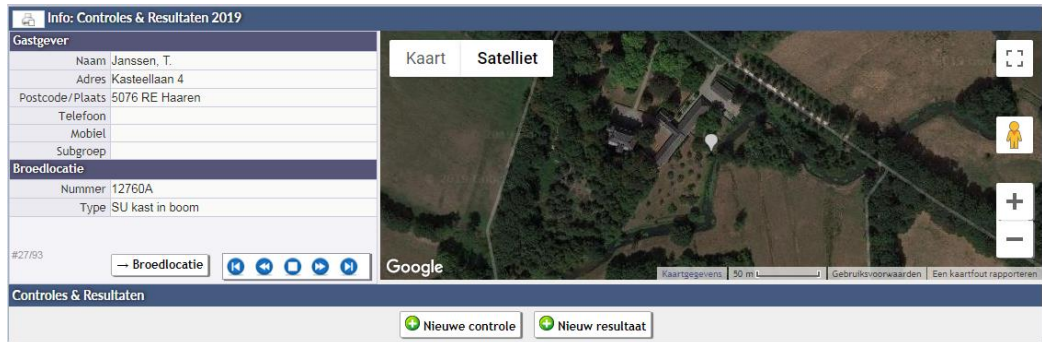 Info: Controles & Resultaten 2019
Gastgever
Naam Janssen, T.
Adres Kasteellaan 4
Postcode/Plaats 5076 RE Haaren
Telefoon
Mobiel
Subgroep
Broedlocatie
Nummer 12760A
Type SU kast in boom
#27/93
→ Broedlocatie
Kaart Satelliet
Google
Kaartgegevens 50 m Gebruiksvoorwaarden Een kaartfout rapporteren
Controles & Resultaten
Nieuwe controle Nieuw resultaat